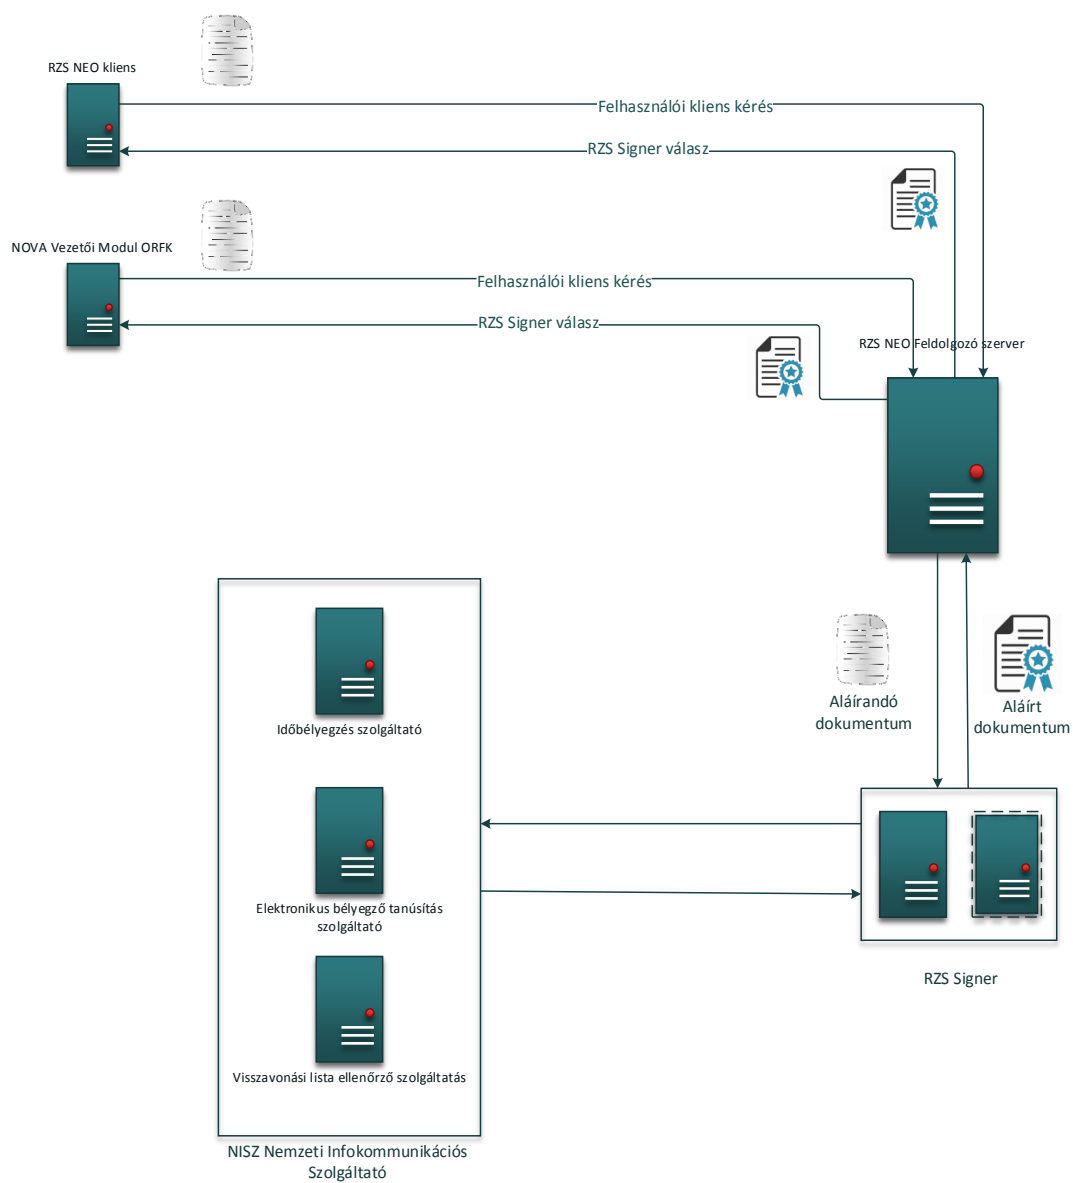 RZS NEO kliens
Felhasználói kliens kérés
RZS Signer válasz
NOVA Vezetői Modul ORFK
Felhasználói kliens kérés
RZS Signer válasz
RZS NEO Feldolgozó szerver
Aláírandó
dokumentum
Aláírt
dokumentum
Időbélyegzés szolgáltató
Elektronikus bélyegző tanúsítás
szolgáltató
RZS Signer
Visszavonási lista ellenőrző szolgáltatás
NISZ Nemzeti Infokommunikációs
Szolgáltató